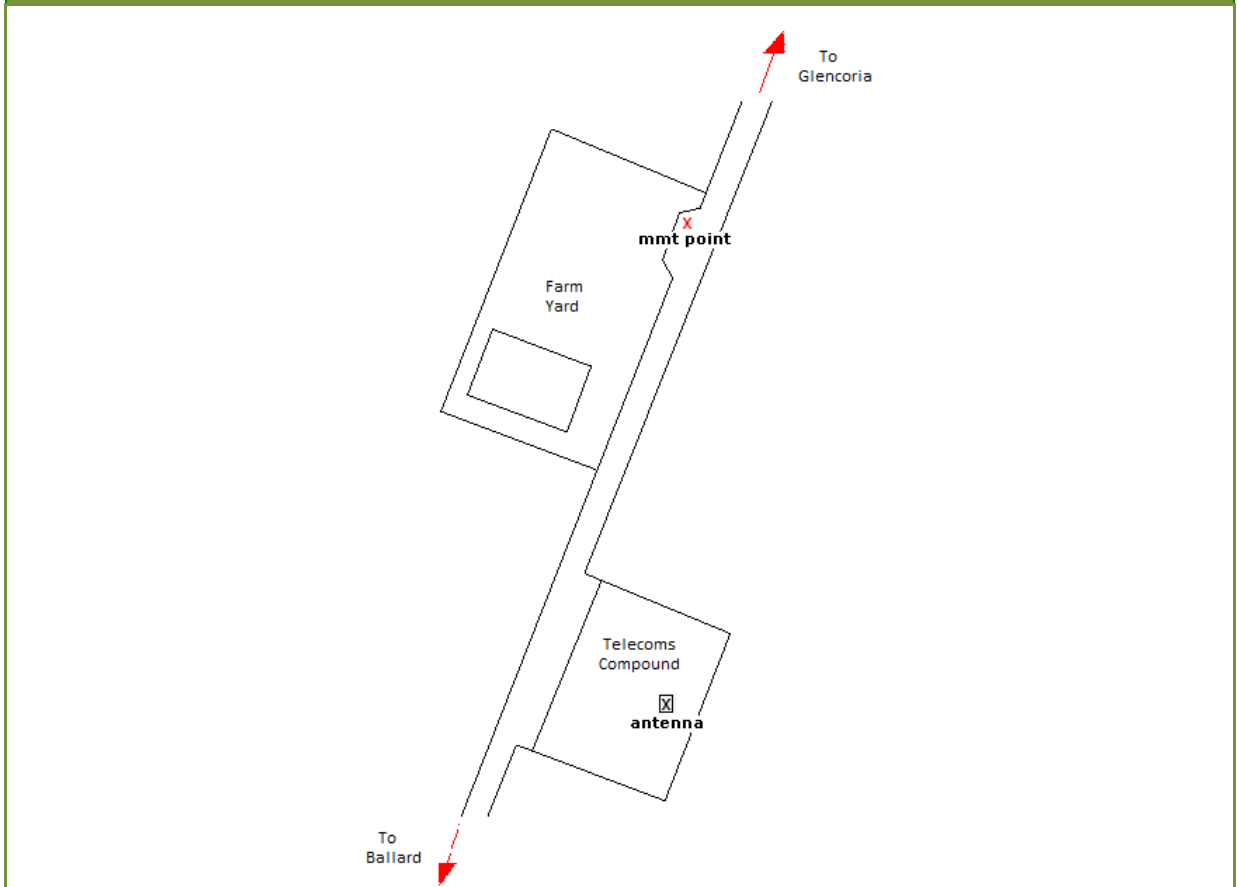 To
Glencoria
X
mmt point
Farm
Yard
Telecoms
Compound
X
antenna
To
Ballard